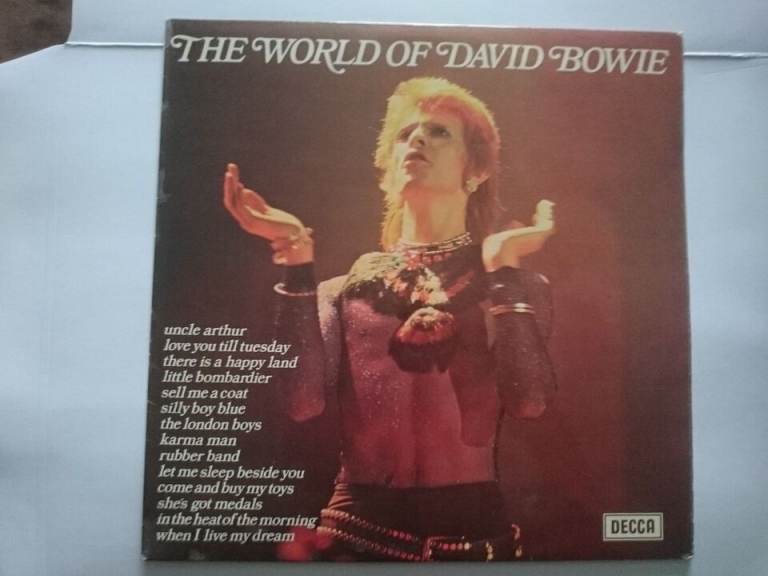 THE WORLD OF DAVID BOWIE
uncle arthur
love you till tuesday
there is a happy land
little bombardier
sell me a coat
silly boy blue
the london boys
karma man
rubber band
let me sleep beside you
come and buy my toys
she's got medals
in the heat of the morning
when I live my dream
DECCA